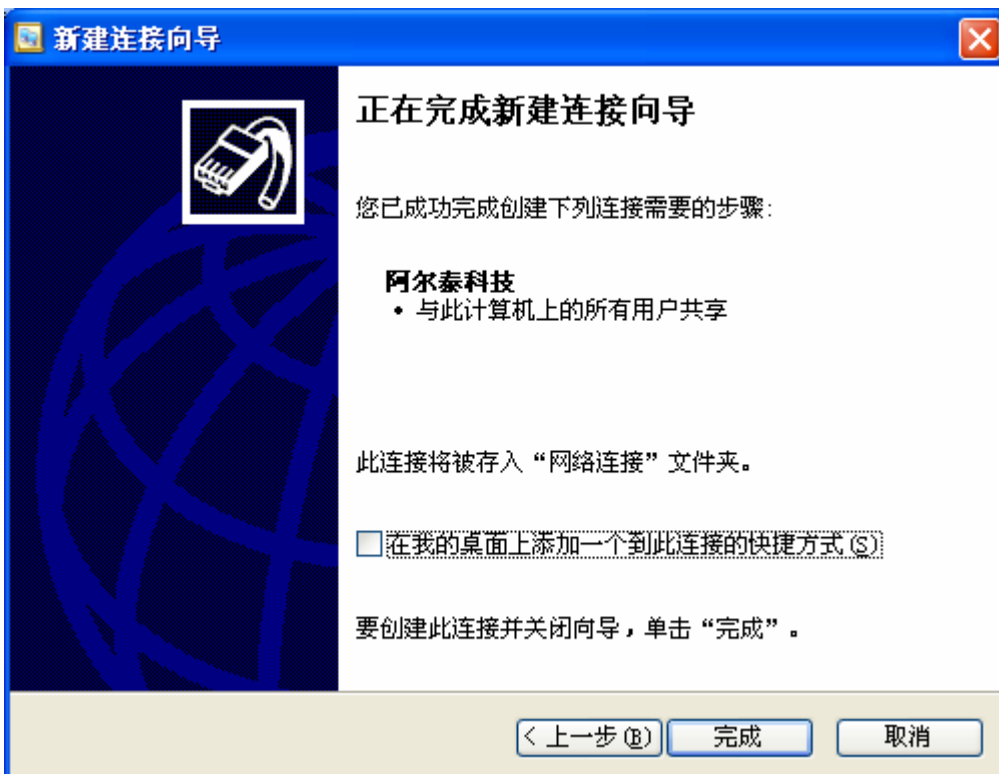 新建连接向导
正在完成新建连接向导
您已成功完成创建下列连接需要的步骤:
阿尔泰科技
• 与此计算机上的所有用户共享
此连接将被存入“网络连接”文件夹。
在我的桌面上添加一个到此连接的快捷方式(S)
要创建此连接并关闭向导，单击“完成”。
< 上一步(B) 完成 取消